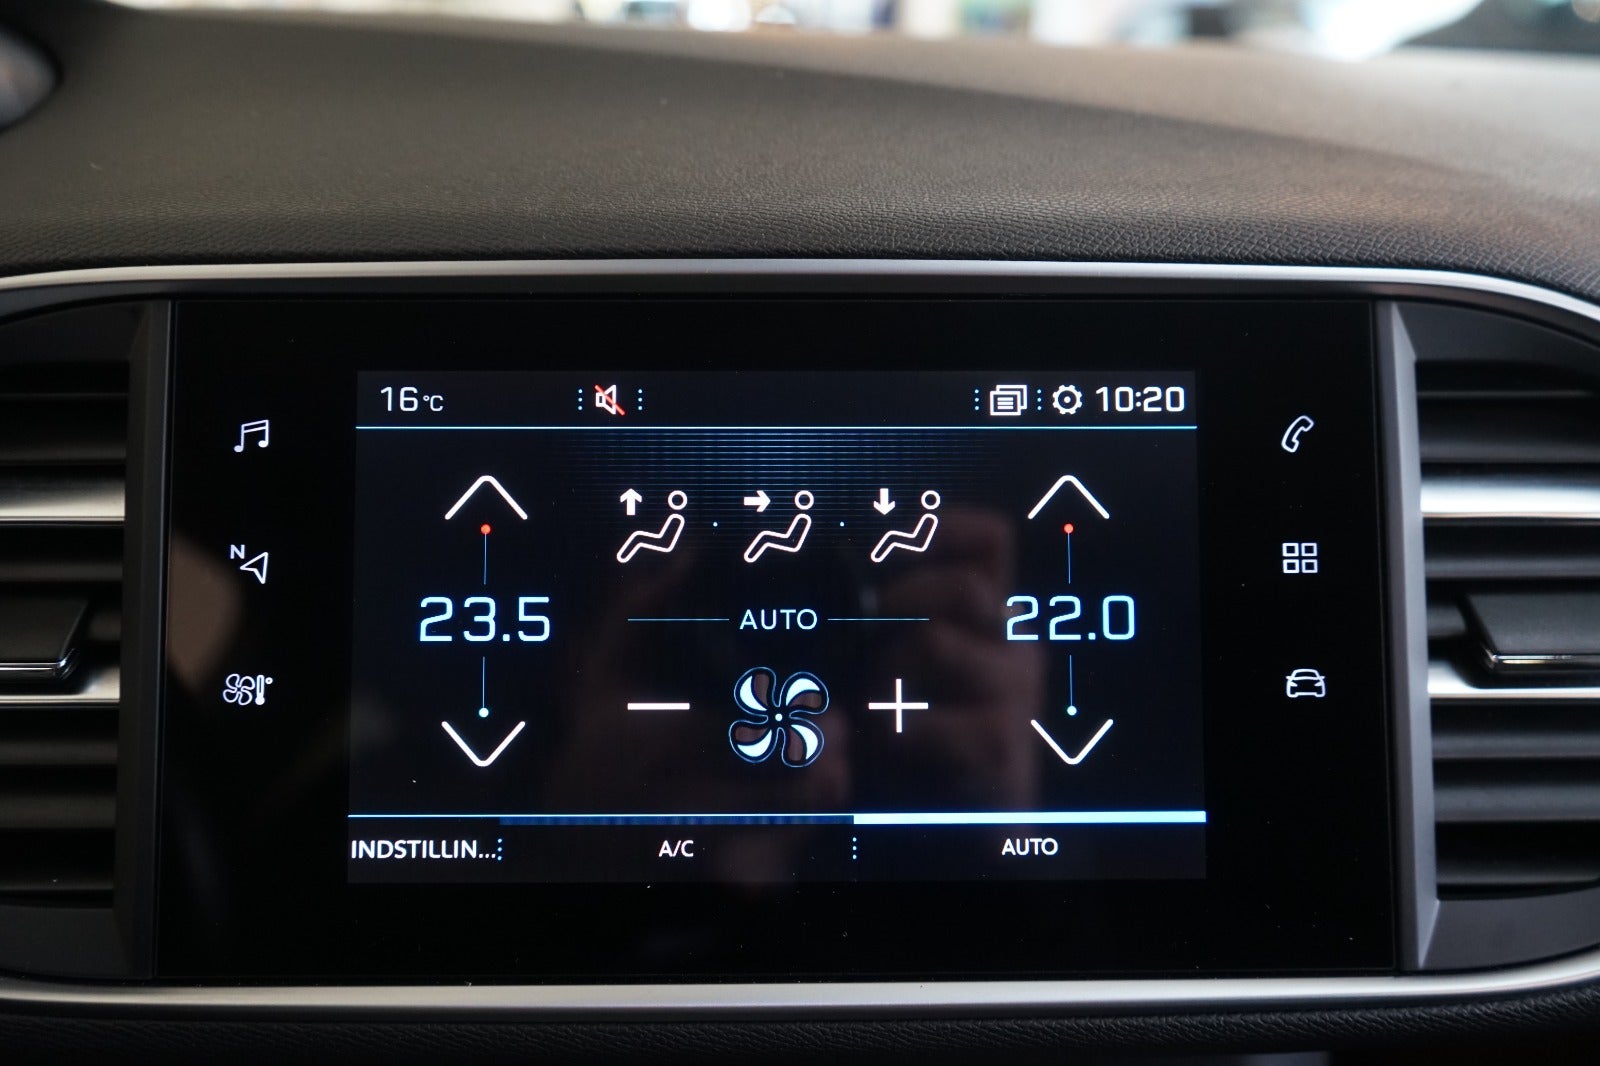 16°C 10:20
N
23.5 AUTO 22.0
INDSTILLIN... A/C AUTO